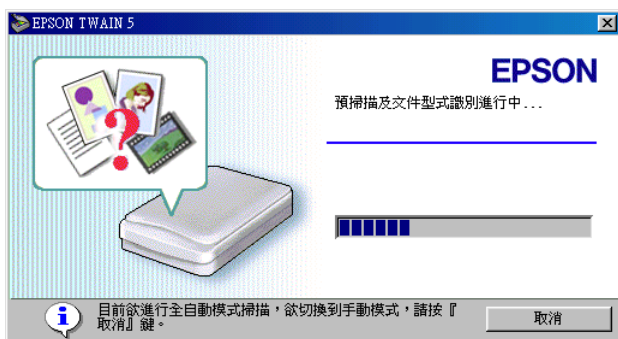 EPSON TWAIN 5
EPSON
預掃描及文件型式識別進行中...
目前欲進行全自動模式掃描，欲切換到手動模式，請按『
取消』鍵。
取消